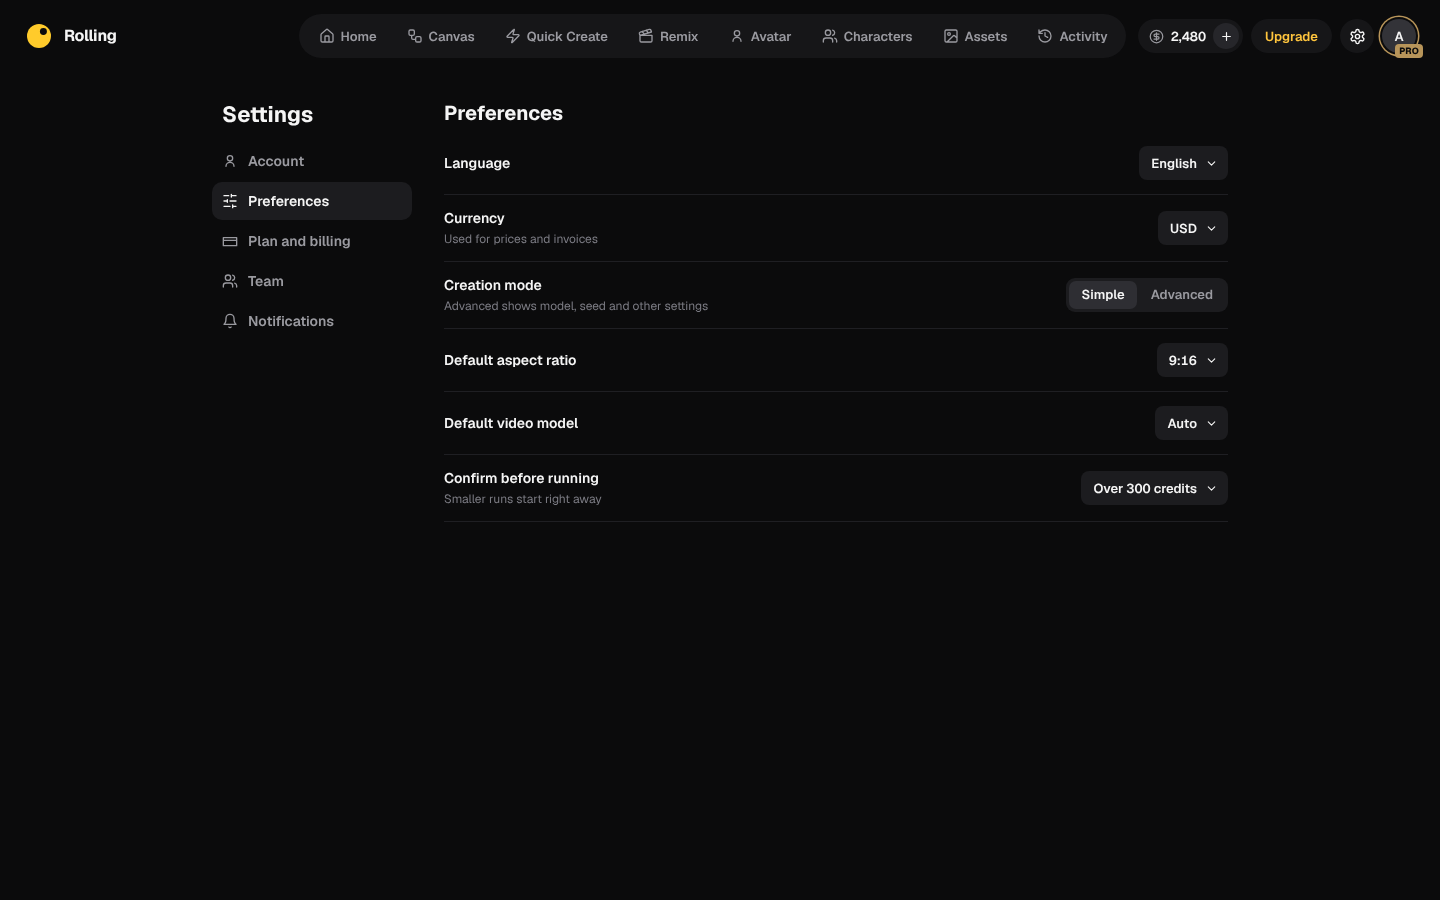 Rolling
Home
Canvas
Quick Create
Remix
Avatar
Characters
Assets
Activity
2,480
Upgrade
A
PRO
Settings
Account
Preferences
Plan and billing
Team
Notifications
Preferences
Language
English
Currency
Used for prices and invoices
USD
Creation mode
Advanced shows model, seed and other settings
Simple
Advanced
Default aspect ratio
9:16
Default video model
Auto
Confirm before running
Smaller runs start right away
Over 300 credits